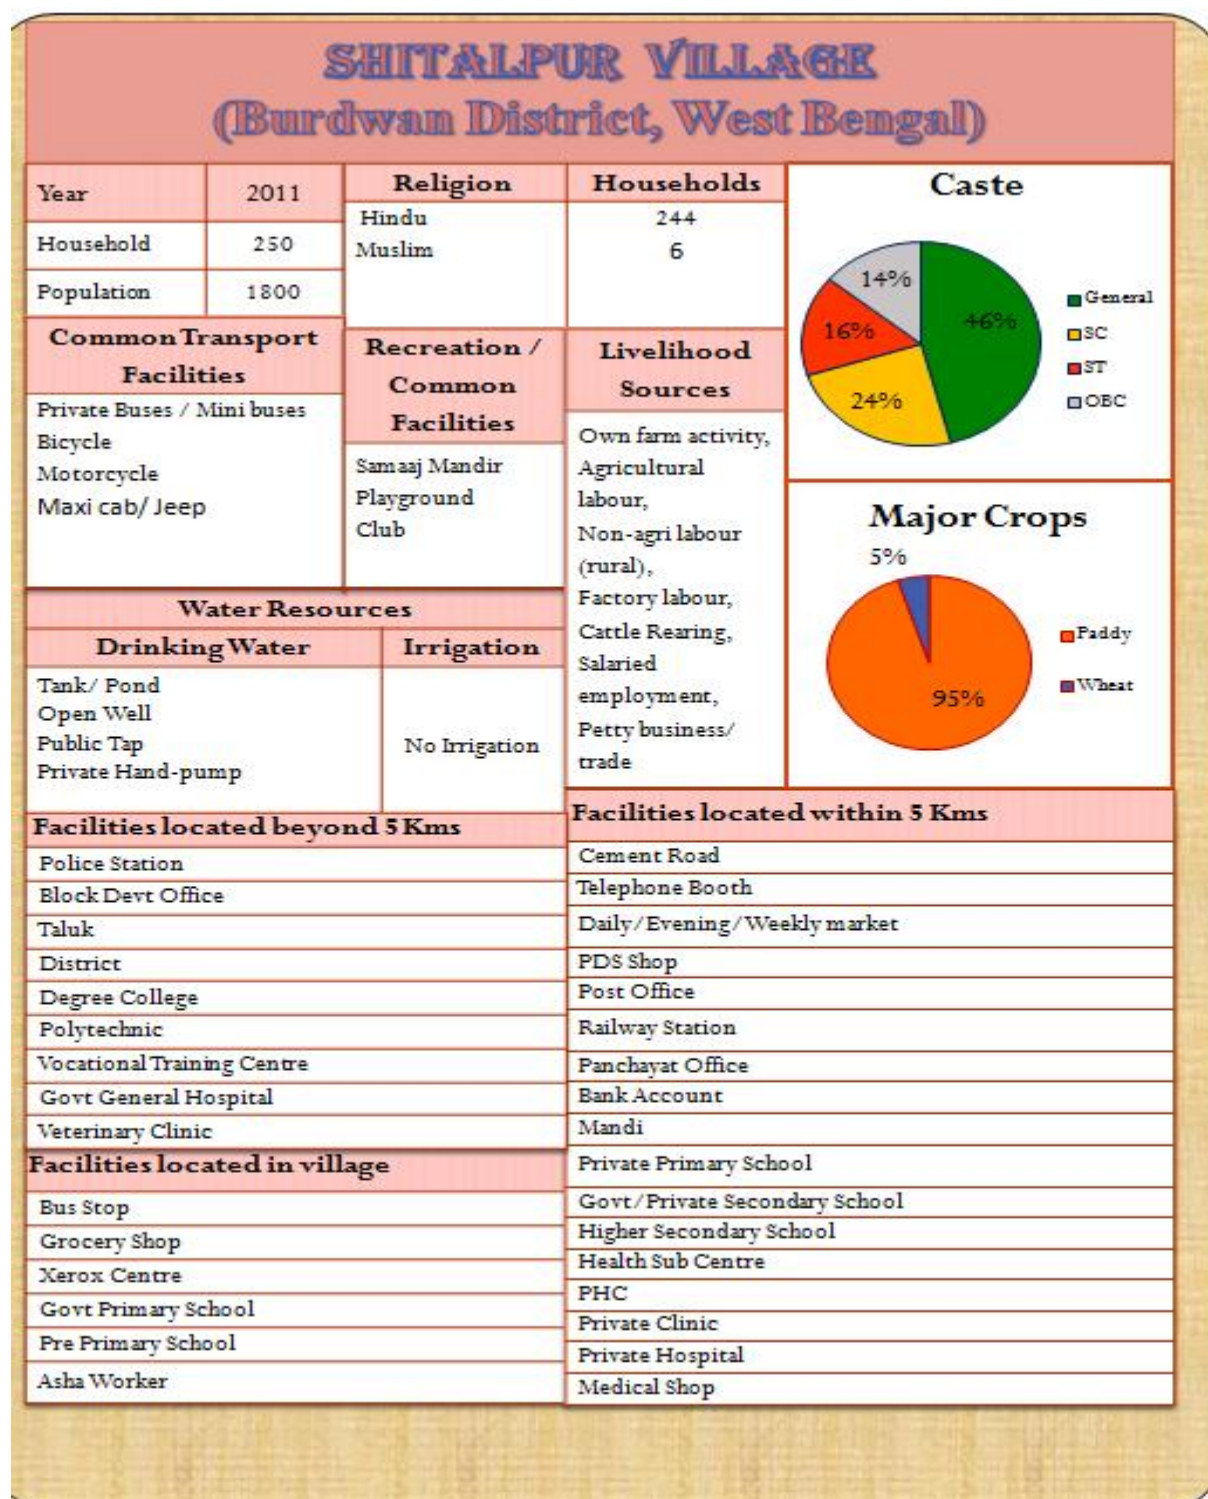 SHITALPUR VILLAGE
(Burdwan District, West Bengal)
Year 2011
Household 250
Population 1800
Religion Households
Hindu 244
Muslim 6
Caste
14%
46%
16%
24%
General
SC
ST
OBC
Common Transport
Facilities
Private Buses / Mini buses
Bicycle
Motorcycle
Maxi cab/ Jeep
Recreation /
Common
Facilities
Samaaj Mandir
Playground
Club
Livelihood
Sources
Own farm activity,
Agricultural
labour,
Non-agri labour
(rural),
Factory labour,
Cattle Rearing,
Salaried
employment,
Petty business/
trade
Major Crops
5%
95%
Paddy
Wheat
Water Resources
Drinking Water Irrigation
Tank/ Pond
Open Well
Public Tap
Private Hand-pump
No Irrigation
Facilities located beyond 5 Kms
Police Station
Block Devt Office
Taluk
District
Degree College
Polytechnic
Vocational Training Centre
Govt General Hospital
Veterinary Clinic
Facilities located in village
Bus Stop
Grocery Shop
Xerox Centre
Govt Primary School
Pre Primary School
Asha Worker
Facilities located within 5 Kms
Cement Road
Telephone Booth
Daily/Evening/Weekly market
PDS Shop
Post Office
Railway Station
Panchayat Office
Bank Account
Mandi
Private Primary School
Govt/Private Secondary School
Higher Secondary School
Health Sub Centre
PHC
Private Clinic
Private Hospital
Medical Shop